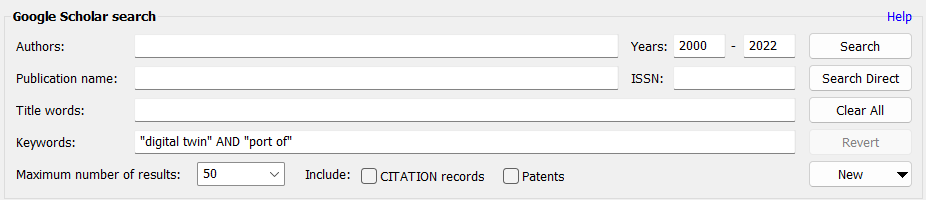 Google Scholar search Help
Authors: Years: 2000 - 2022 Search
Publication name: ISSN: Search Direct
Title words: Clear All
Keywords: "digital twin" AND "port of" Revert
Maximum number of results: 50 Include: CITATION records Patents New